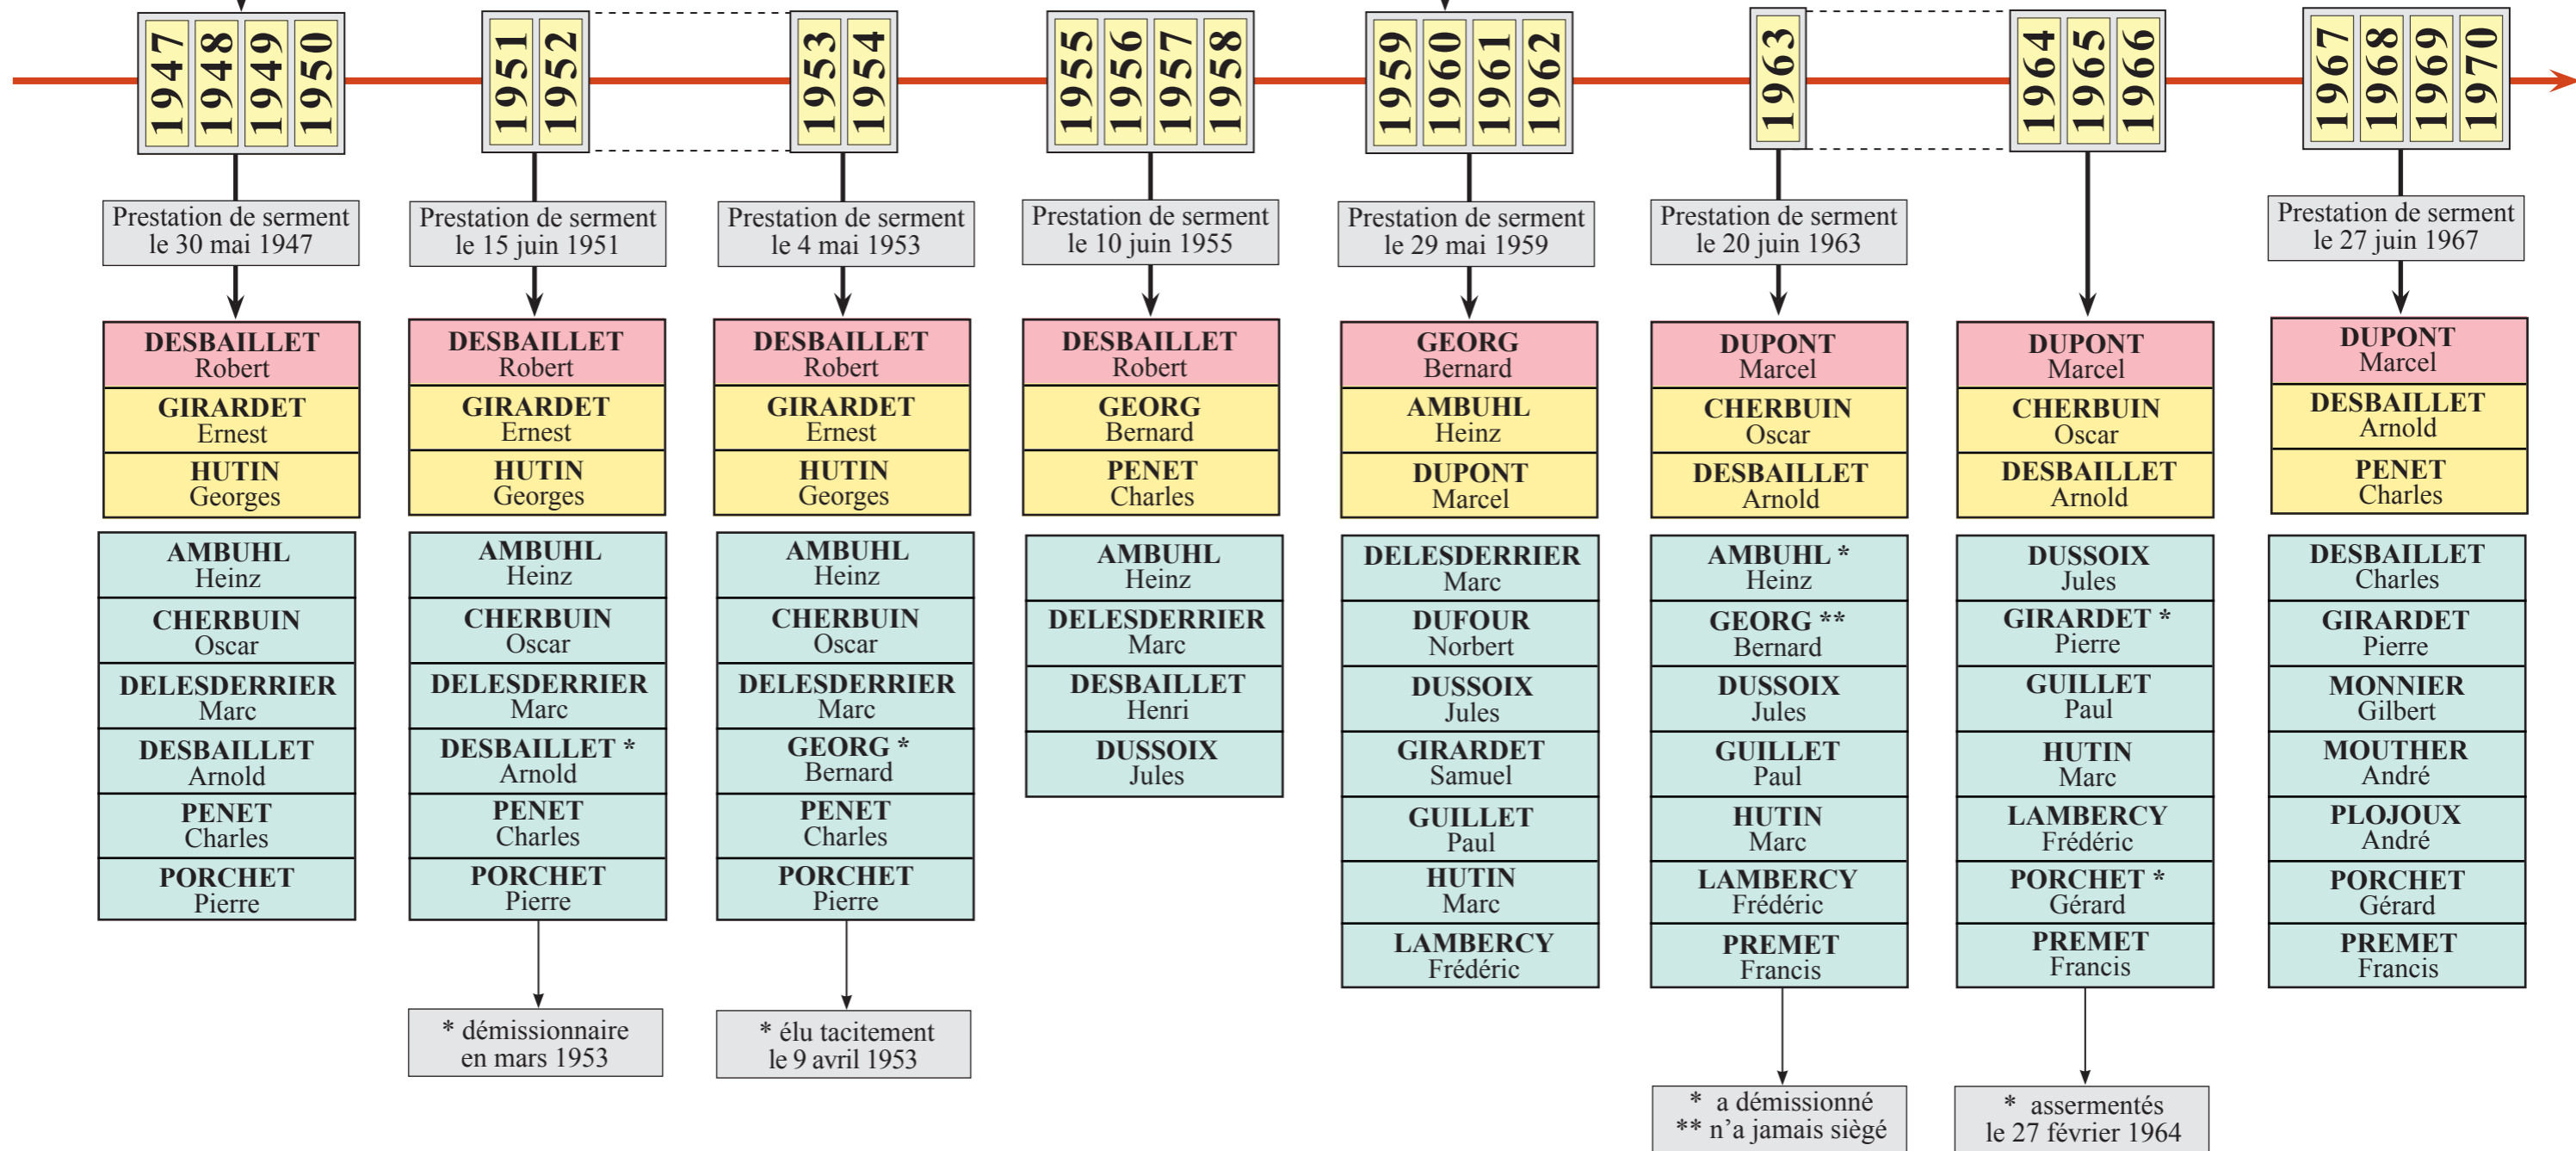 1947
1948
1949
1950
Prestation de serment
le 30 mai 1947
DESBAILLET
Robert
GIRARDET
Ernest
HUTIN
Georges
AMBUHL
Heinz
CHERBUIN
Oscar
DELESDERRIER
Marc
DESBAILLET
Arnold
PENET
Charles
PORCHET
Pierre
1951
1952
Prestation de serment
le 15 juin 1951
DESBAILLET
Robert
GIRARDET
Ernest
HUTIN
Georges
AMBUHL
Heinz
CHERBUIN
Oscar
DELESDERRIER
Marc
DESBAILLET *
Arnold
PENET
Charles
PORCHET
Pierre
* démissionnaire
en mars 1953
1953
1954
Prestation de serment
le 4 mai 1953
DESBAILLET
Robert
GIRARDET
Ernest
HUTIN
Georges
AMBUHL
Heinz
CHERBUIN
Oscar
DELESDERRIER
Marc
GEORG *
Bernard
PENET
Charles
PORCHET
Pierre
* élu tacitement
le 9 avril 1953
1955
1956
1957
1958
Prestation de serment
le 10 juin 1955
DESBAILLET
Robert
GEORG
Bernard
PENET
Charles
AMBUHL
Heinz
DELESDERRIER
Marc
DESBAILLET
Henri
DUSSOIX
Jules
1959
1960
1961
1962
Prestation de serment
le 29 mai 1959
GEORG
Bernard
AMBUHL
Heinz
DUPONT
Marcel
DELESDERRIER
Marc
DUFOUR
Norbert
DUSSOIX
Jules
GIRARDET
Samuel
GUILLET
Paul
HUTIN
Marc
LAMBERCY
Frédéric
1963
Prestation de serment
le 20 juin 1963
DUPONT
Marcel
CHERBUIN
Oscar
DESBAILLET
Arnold
AMBUHL *
Heinz
GEORG **
Bernard
DUSSOIX
Jules
GUILLET
Paul
HUTIN
Marc
LAMBERCY
Frédéric
PREMET
Francis
* a démissionné
** n'a jamais siégé
1964
1965
1966
DUPONT
Marcel
CHERBUIN
Oscar
DESBAILLET
Arnold
DUSSOIX
Jules
GIRARDET *
Pierre
GUILLET
Paul
HUTIN
Marc
LAMBERCY
Frédéric
PORCHET *
Gérard
PREMET
Francis
* assermentés
le 27 février 1964
1967
1968
1969
1970
Prestation de serment
le 27 juin 1967
DUPONT
Marcel
DESBAILLET
Arnold
PENET
Charles
DESBAILLET
Charles
GIRARDET
Pierre
MONNIER
Gilbert
MOUTHER
André
PLOJOUX
André
PORCHET
Gérard
PREMET
Francis